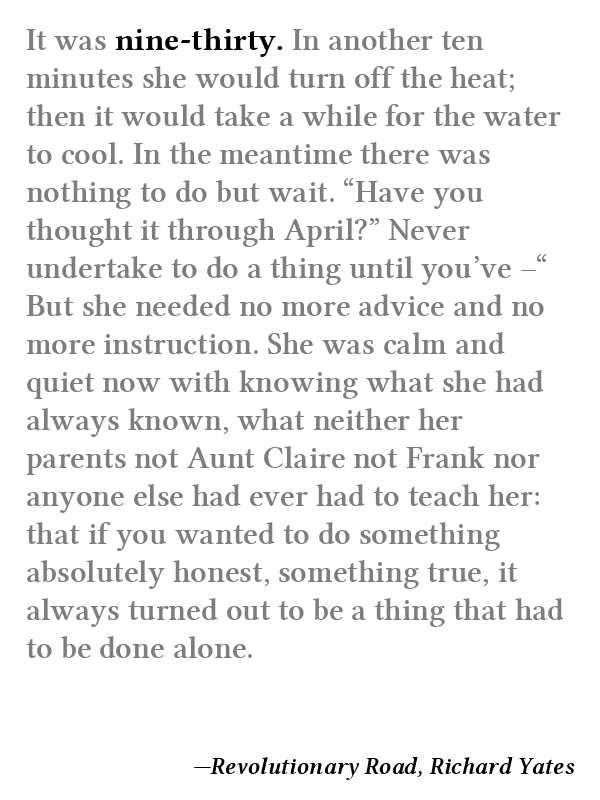 It was nine-thirty. In another ten
minutes she would turn off the heat;
then it would take a while for the water
to cool. In the meantime there was
nothing to do but wait. “Have you
thought it through April?” Never
undertake to do a thing until you’ve –“
But she needed no more advice and no
more instruction. She was calm and
quiet now with knowing what she had
always known, what neither her
parents not Aunt Claire not Frank nor
anyone else had ever had to teach her:
that if you wanted to do something
absolutely honest, something true, it
always turned out to be a thing that had
to be done alone.
—Revolutionary Road, Richard Yates